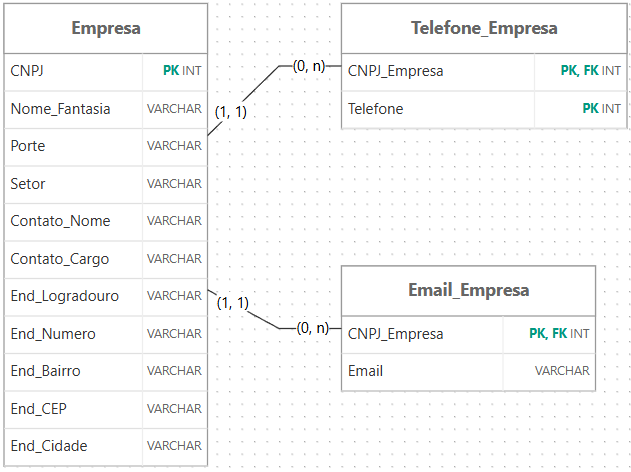 Empresa
CNPJ PK INT
Nome_Fantasia VARCHAR
Porte VARCHAR
Setor VARCHAR
Contato_Nome VARCHAR
Contato_Cargo VARCHAR
End_Logradouro VARCHAR
End_Numero VARCHAR
End_Bairro VARCHAR
End_CEP VARCHAR
End_Cidade VARCHAR
(1, 1)
(0, n)
Telefone_Empresa
CNPJ_Empresa PK, FK INT
Telefone PK INT
(1, 1)
(0, n)
Email_Empresa
CNPJ_Empresa PK, FK INT
Email VARCHAR